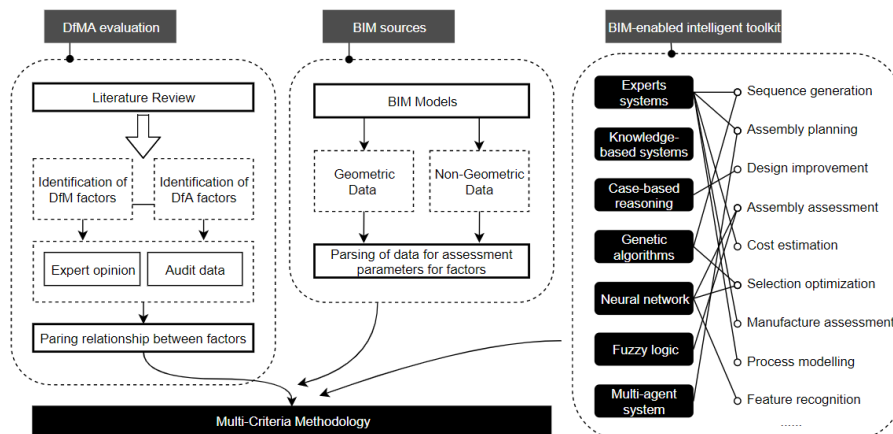 DfMA evaluation
BIM sources
BIM-enabled intelligent toolkit
Literature Review
Identification of
DfM factors
Identification of
DfA factors
Expert opinion
Audit data
Paring relationship between factors
BIM Models
Geometric
Data
Non-Geometric
Data
Parsing of data for assessment
parameters for factors
Experts
systems
Knowledge-
based systems
Case-based
reasoning
Genetic
algorithms
Neural network
Fuzzy logic
Multi-agent
system
Sequence generation
Assembly planning
Design improvement
Assembly assessment
Cost estimation
Selection optimization
Manufacture assessment
Process modelling
Feature recognition
......
Multi-Criteria Methodology